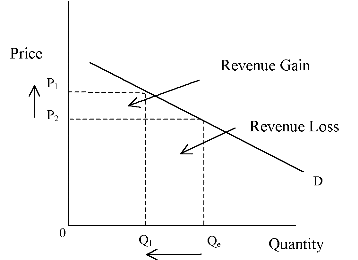 Price
P1
Revenue Gain
P2
Revenue Loss
D
0
Q1
Qe
Quantity